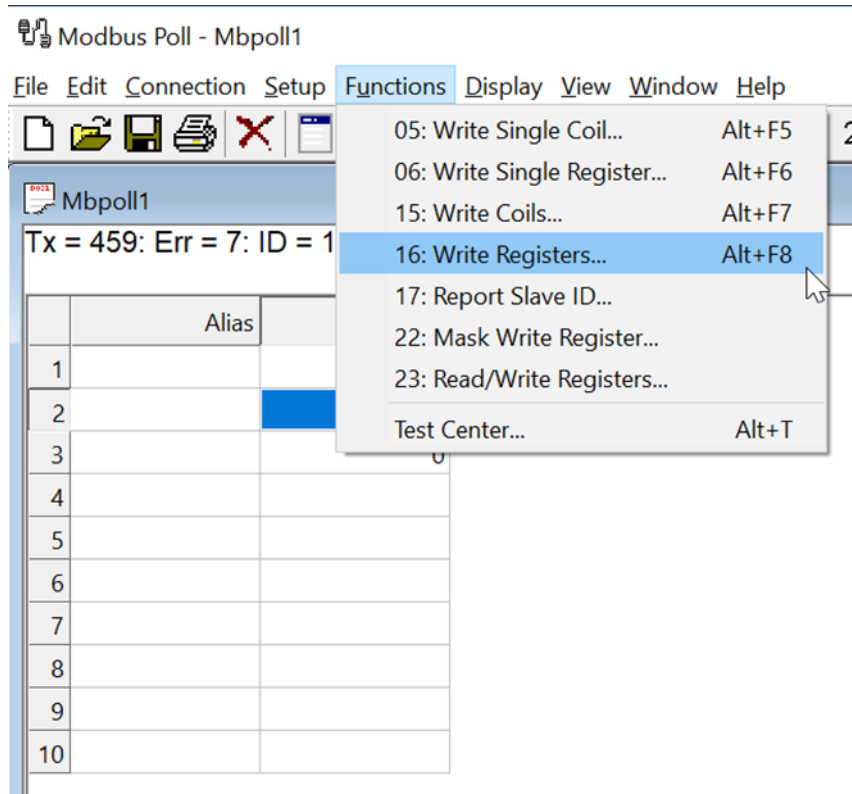 Modbus Poll - Mbpoll1
File Edit Connection Setup Functions Display View Window Help
05: Write Single Coil... Alt+F5
06: Write Single Register... Alt+F6
15: Write Coils... Alt+F7
16: Write Registers... Alt+F8
17: Report Slave ID...
22: Mask Write Register...
23: Read/Write Registers...
Test Center... Alt+T
Mbpoll1
Tx = 459: Err = 7: ID = 1
Alias
1
2
3 0
4
5
6
7
8
9
10